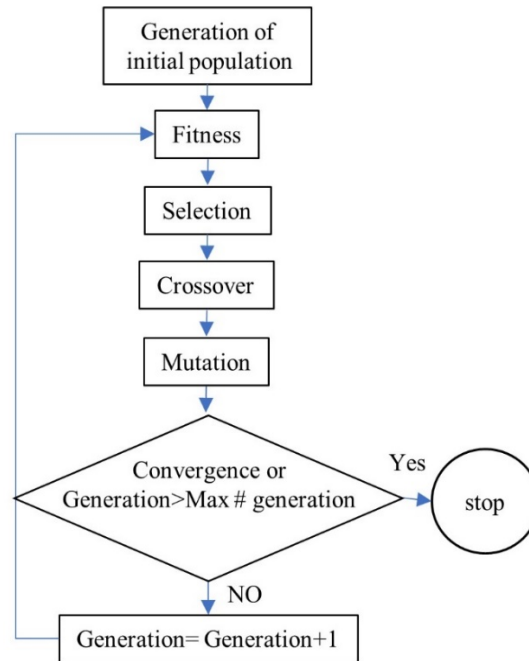 Generation of
initial population
Fitness
Selection
Crossover
Mutation
Convergence or
Generation>Max # generation
Yes
stop
NO
Generation= Generation+1